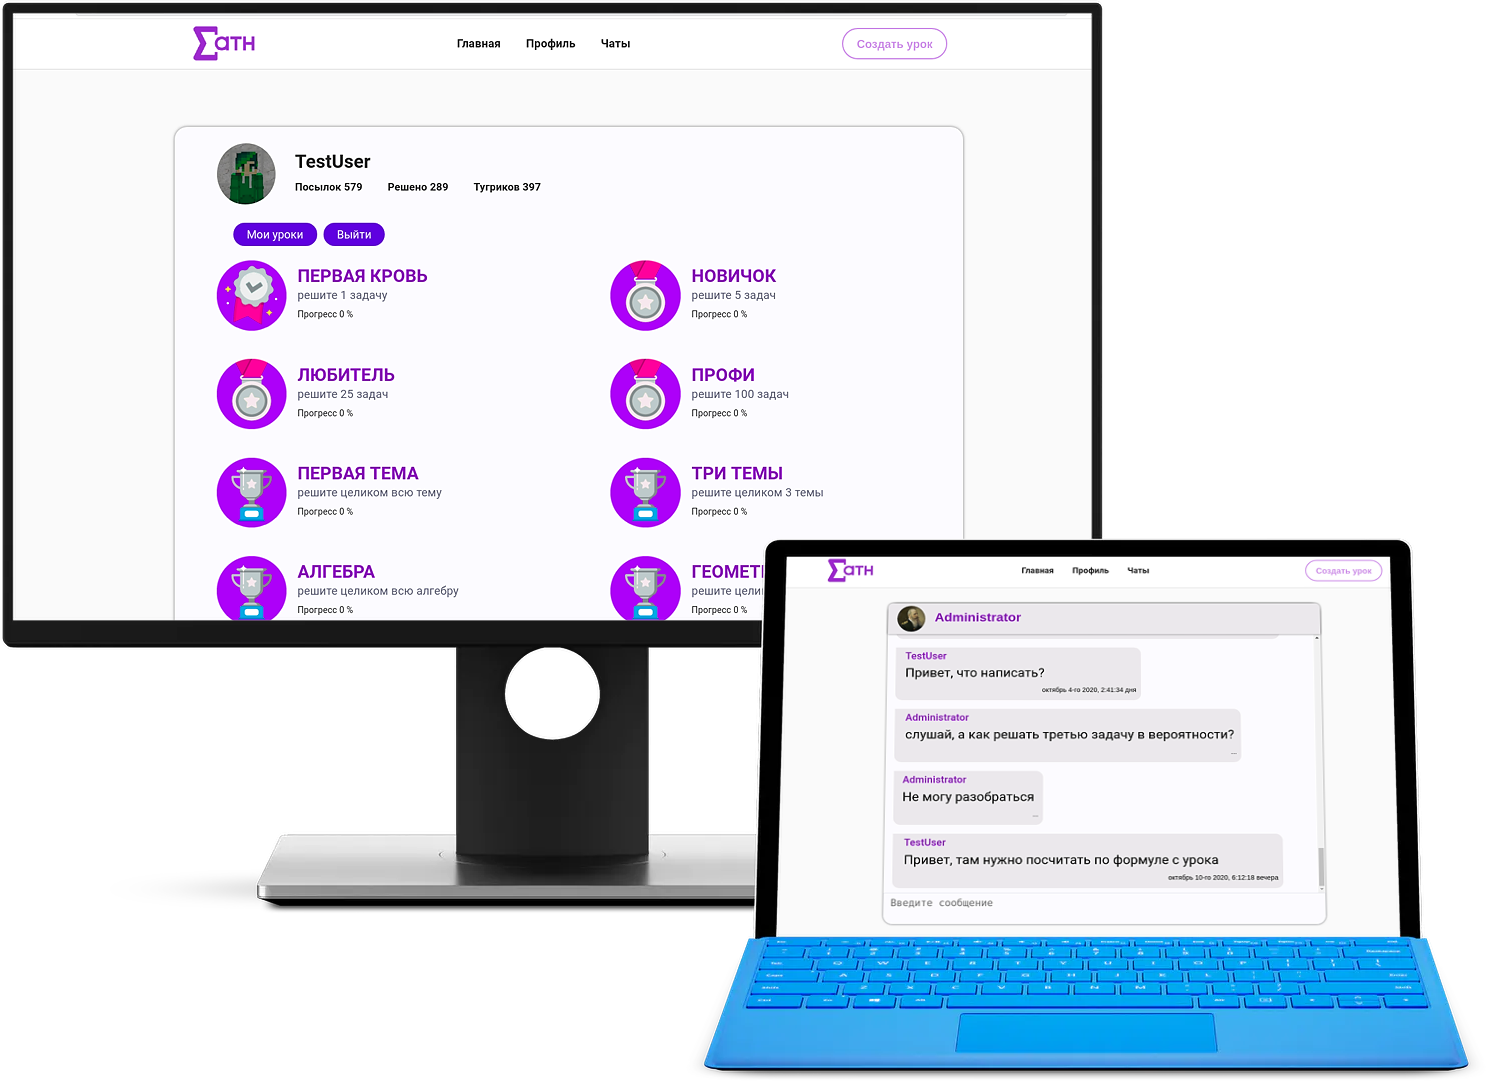 ΣATH
Главная Профиль Чаты
Создать урок
TestUser
Посылок 579 Решено 289 Тугриков 397
Мои уроки Выйти
ПЕРВАЯ КРОВЬ
решите 1 задачу
Прогресс 0 %
НОВИЧОК
решите 5 задач
Прогресс 0 %
ЛЮБИТЕЛЬ
решите 25 задач
Прогресс 0 %
ПРОФИ
решите 100 задач
Прогресс 0 %
ПЕРВАЯ ТЕМА
решите целиком всю тему
Прогресс 0 %
ТРИ ТЕМЫ
решите целиком 3 темы
Прогресс 0 %
АЛГЕБРА
решите целиком всю алгебру
Прогресс 0 %
ГЕОМЕТ
решите цели
Прогресс 0 %
ΣATH
Главная Профиль Чаты
Создать урок
Administrator
TestUser
Привет, что написать?
октябрь 4-го 2020, 2:41:34 дня
Administrator
слушай, а как решать третью задачу в вероятности?
...
Administrator
Не могу разобраться
...
TestUser
Привет, там нужно посчитать по формуле с урока
октябрь 10-го 2020, 6:12:18 вечера
Введите сообщение
Q W E R T Y U I O P
A S D F G H J K L
Z X C V B N M